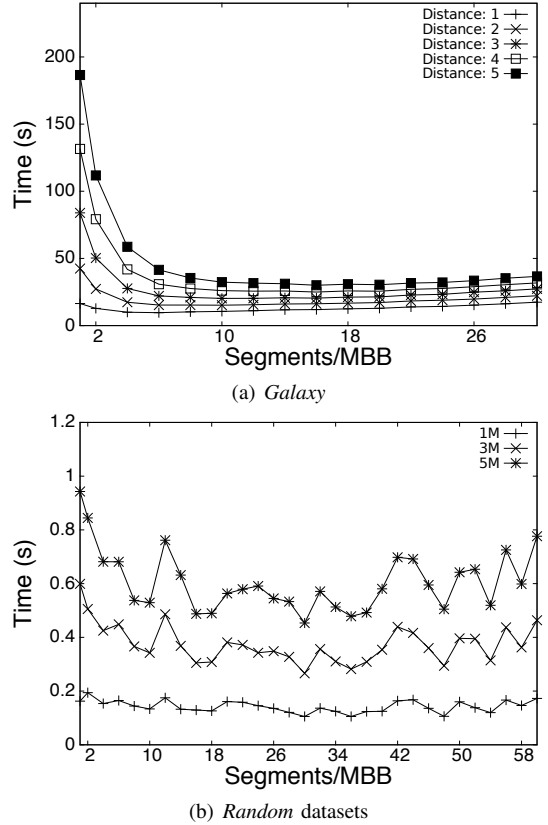 Distance: 1
Distance: 2
Distance: 3
Distance: 4
Distance: 5
200
150
100
50
0
Time (s)
2 10 18 26
Segments/MBB
(a) Galaxy
1M
3M
5M
1.2
1
0.8
0.6
0.4
0.2
0
Time (s)
2 10 18 26 34 42 50 58
Segments/MBB
(b) Random datasets